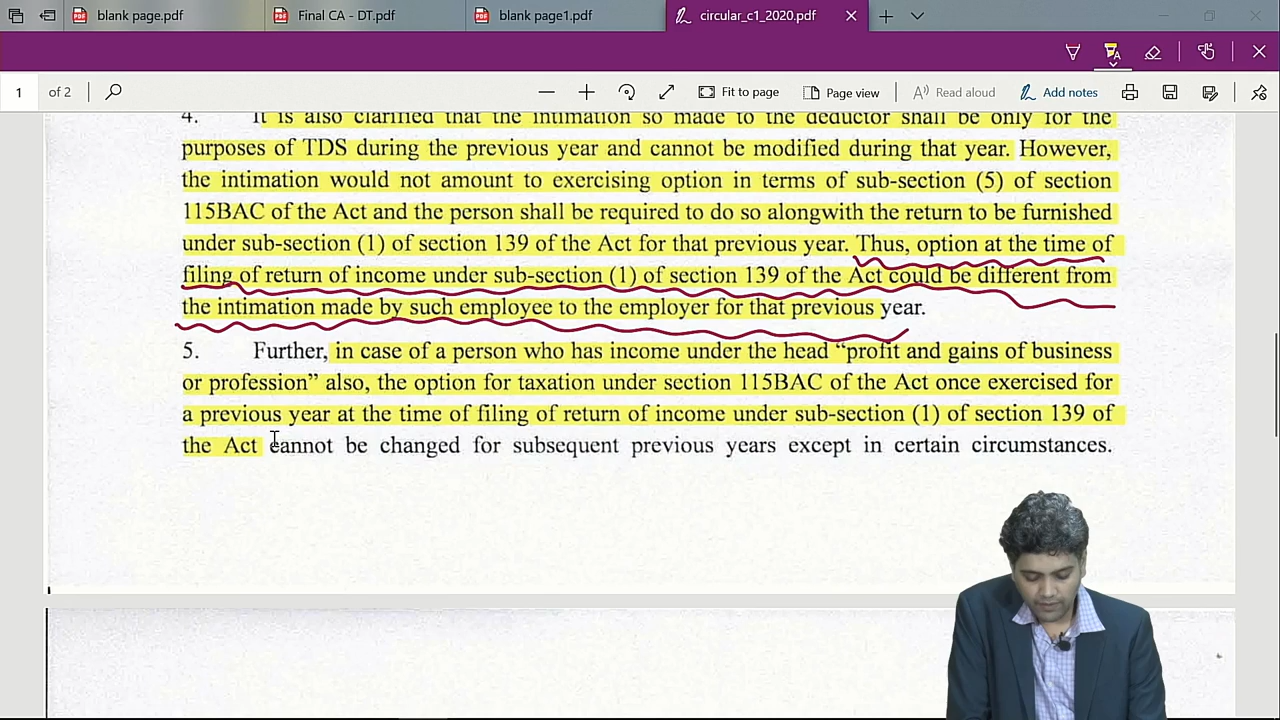 blank page.pdf
Final CA - DT.pdf
blank page1.pdf
circular_c1_2020.pdf
1 of 2
Fit to page
Page view
Read aloud
Add notes
4. It is also clarified that the intimation so made to the deductor shall be only for the
purposes of TDS during the previous year and cannot be modified during that year. However,
the intimation would not amount to exercising option in terms of sub-section (5) of section
115BAC of the Act and the person shall be required to do so alongwith the return to be furnished
under sub-section (1) of section 139 of the Act for that previous year. Thus, option at the time of
filing of return of income under sub-section (1) of section 139 of the Act could be different from
the intimation made by such employee to the employer for that previous year.
5. Further, in case of a person who has income under the head “profit and gains of business
or profession” also, the option for taxation under section 115BAC of the Act once exercised for
a previous year at the time of filing of return of income under sub-section (1) of section 139 of
the Act cannot be changed for subsequent previous years except in certain circumstances.